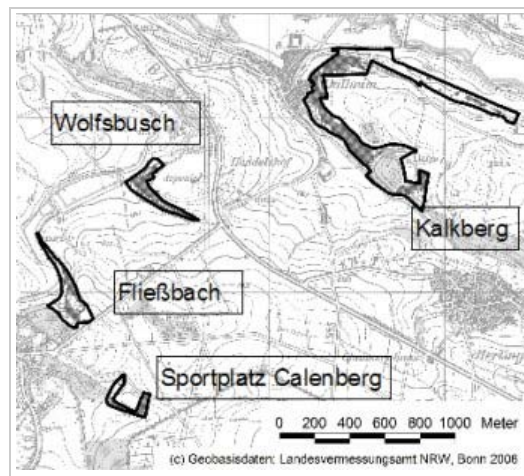 Wolfsbusch
Kalkberg
Fließbach
Sportplatz Calenberg
0 200 400 600 800 1000 Meter
(c) Geobasisdaten: Landesvermessungsamt NRW, Bonn 2006